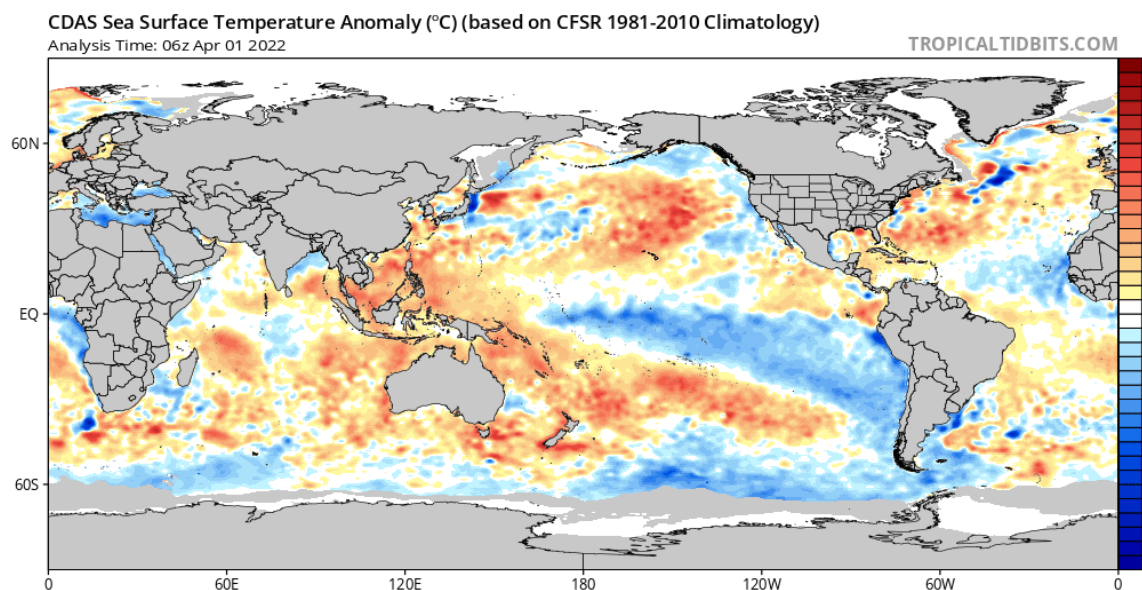 CDAS Sea Surface Temperature Anomaly (°C) (based on CFSR 1981-2010 Climatology)
Analysis Time: 06z Apr 01 2022
TROPICALTIDBITS.COM
60N
EQ
60S
0
60E
120E
180
120W
60W
0